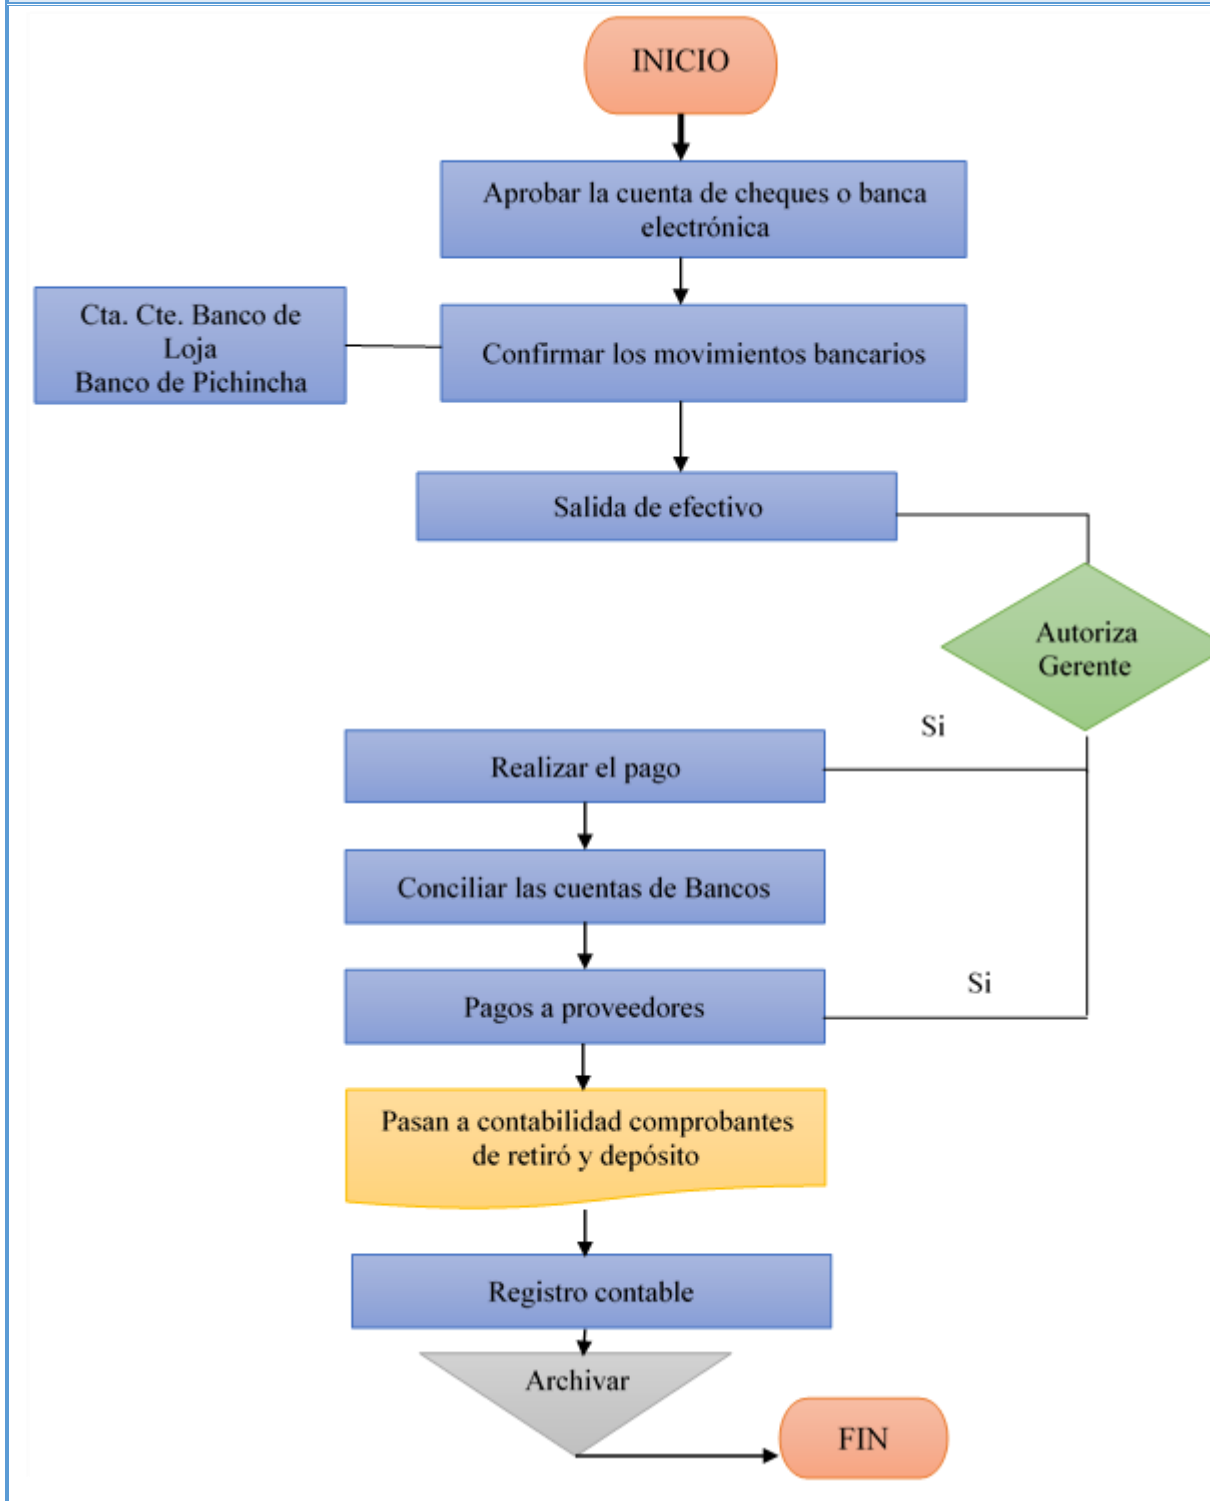 INICIO
Aprobar la cuenta de cheques o banca
electrónica
Cta. Cte. Banco de
Loja
Banco de Pichincha
Confirmar los movimientos bancarios
Salida de efectivo
Autoriza
Gerente
Si
Realizar el pago
Conciliar las cuentas de Bancos
Si
Pagos a proveedores
Pasan a contabilidad comprobantes
de retiró y depósito
Registro contable
Archivar
FIN